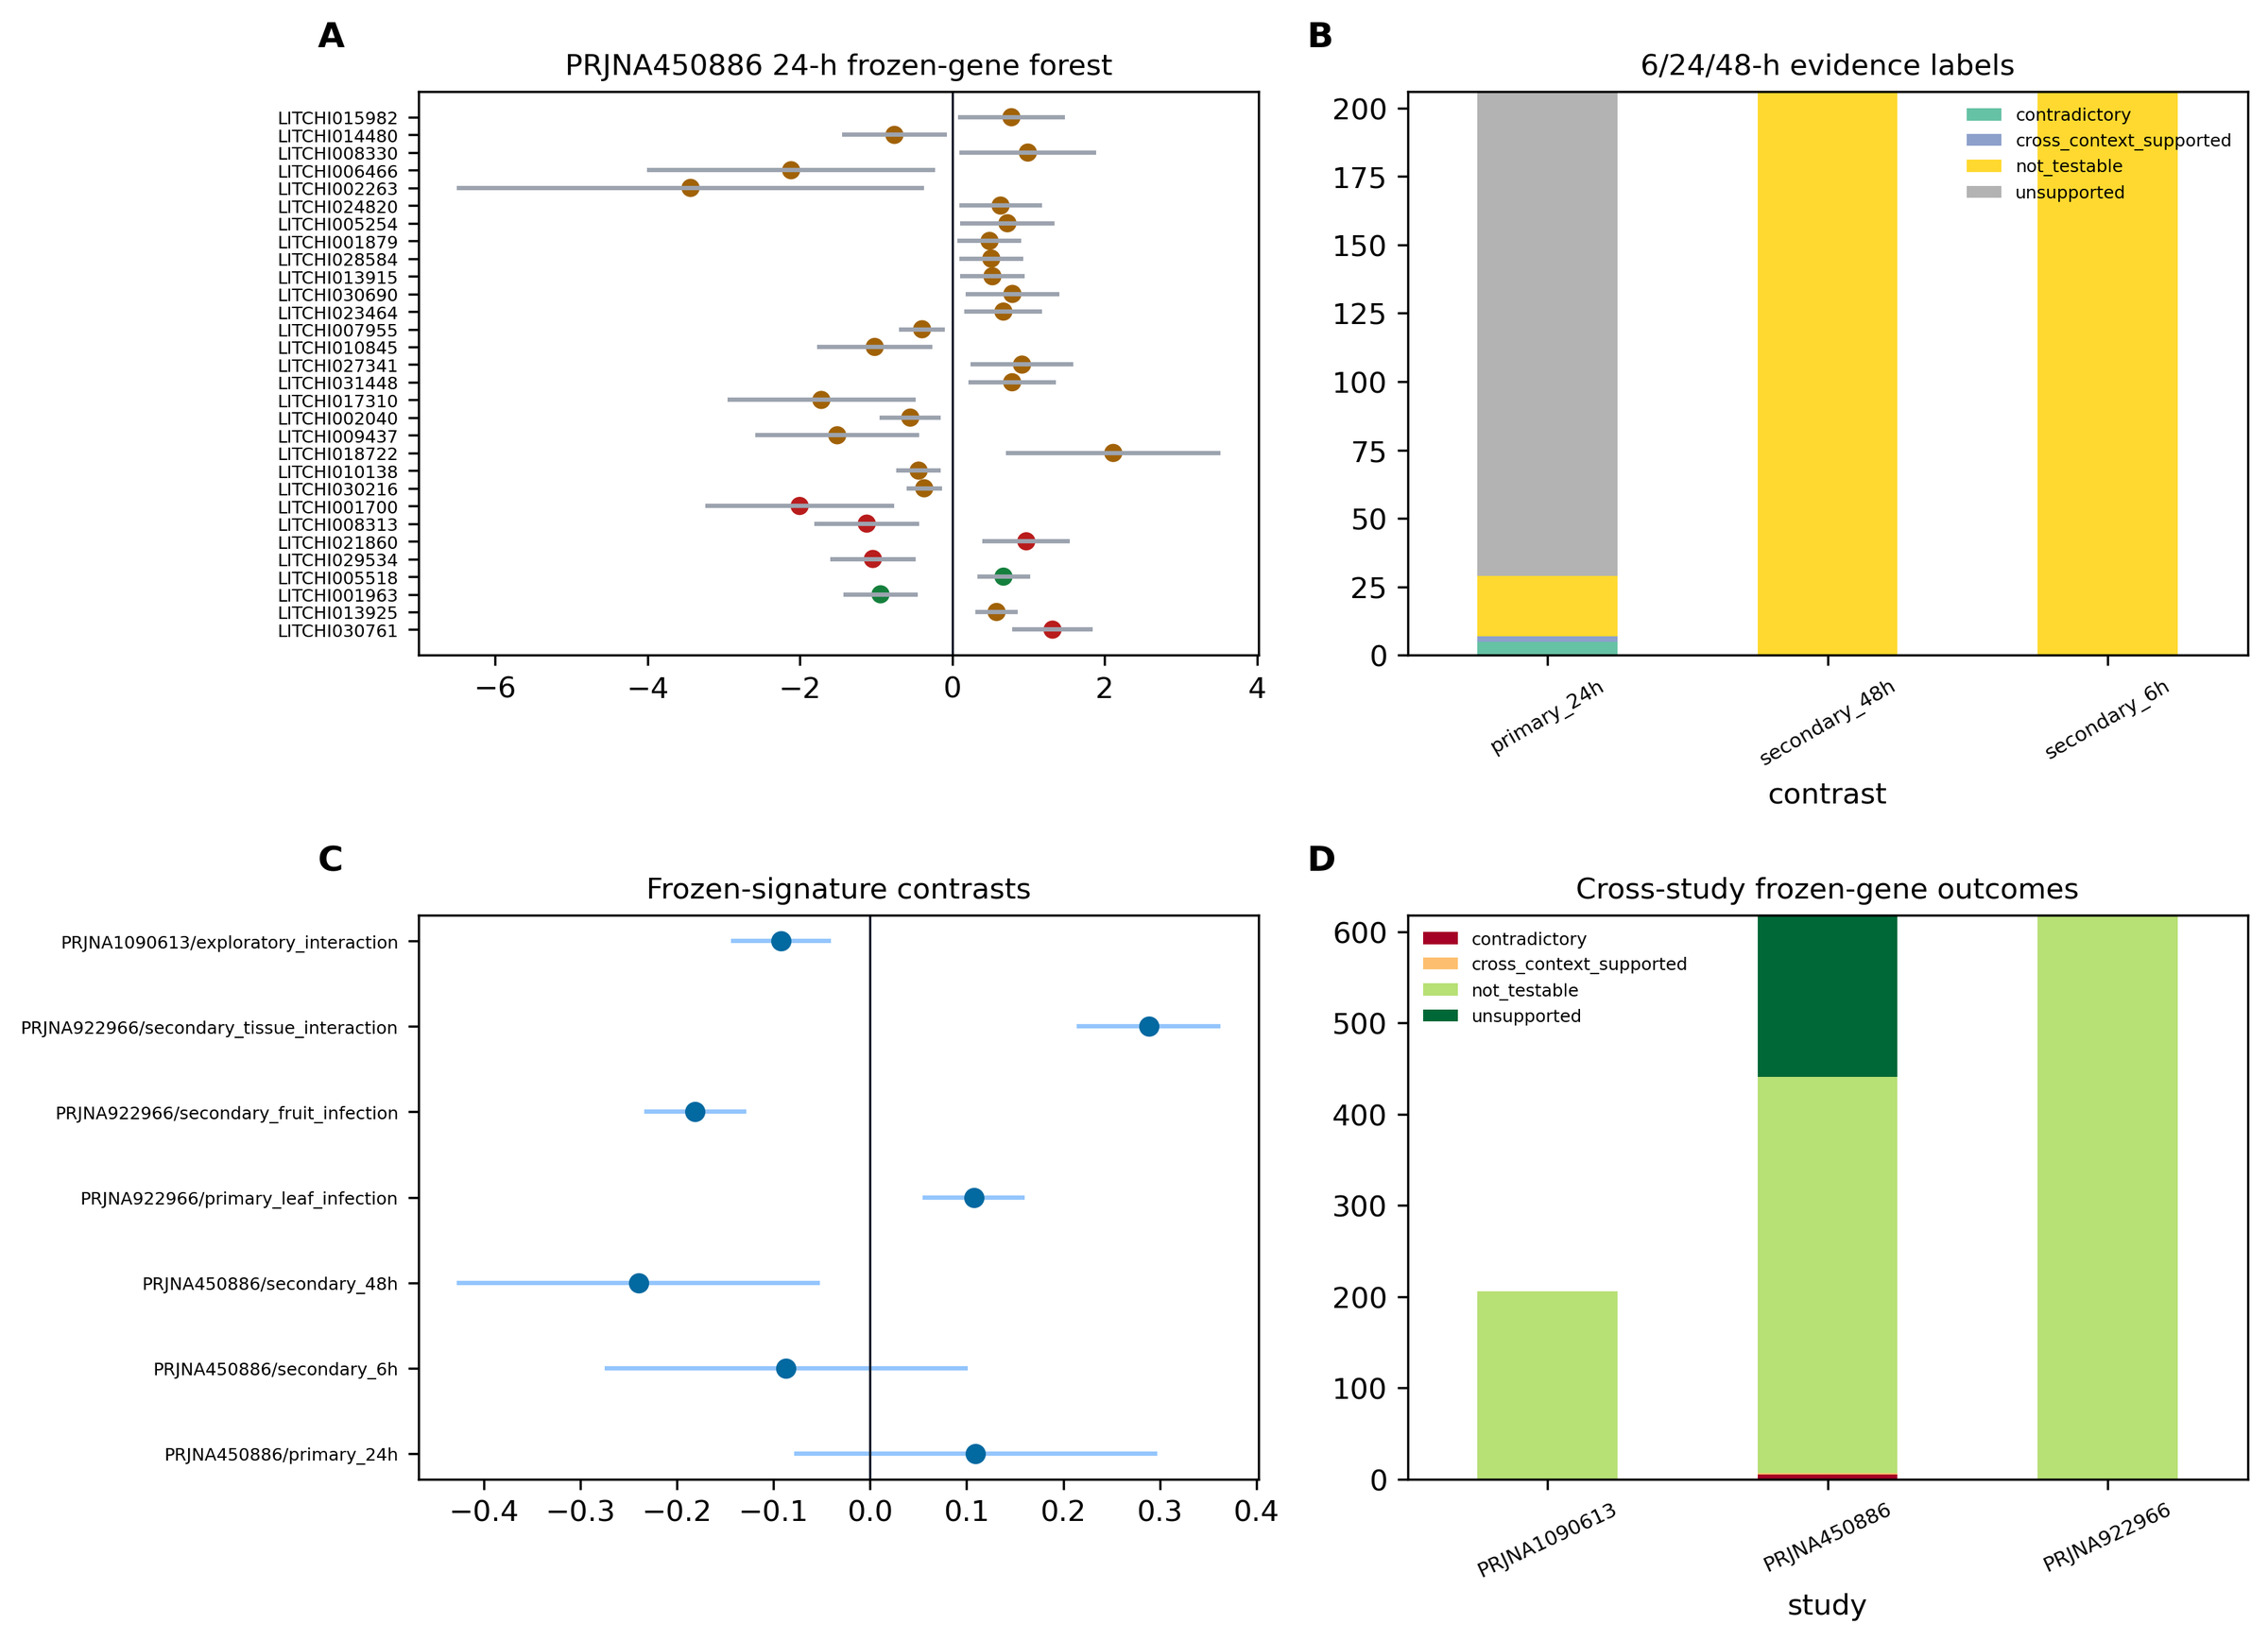 A
PRJNA450886 24-h frozen-gene forest
LITCHI015982
LITCHI014480
LITCHI008330
LITCHI006466
LITCHI002263
LITCHI024820
LITCHI005254
LITCHI001879
LITCHI028584
LITCHI013915
LITCHI030690
LITCHI023464
LITCHI007955
LITCHI010845
LITCHI027341
LITCHI031448
LITCHI017310
LITCHI002040
LITCHI009437
LITCHI018722
LITCHI010138
LITCHI030216
LITCHI001700
LITCHI008313
LITCHI021860
LITCHI029534
LITCHI005518
LITCHI001963
LITCHI013925
LITCHI030761
−6 −4 −2 0 2 4
B
6/24/48-h evidence labels
200
175
150
125
100
75
50
25
0
contradictory
cross_context_supported
not_testable
unsupported
primary_24h
secondary_48h
secondary_6h
contrast
C
Frozen-signature contrasts
PRJNA1090613/exploratory_interaction
PRJNA922966/secondary_tissue_interaction
PRJNA922966/secondary_fruit_infection
PRJNA922966/primary_leaf_infection
PRJNA450886/secondary_48h
PRJNA450886/secondary_6h
PRJNA450886/primary_24h
−0.4 −0.3 −0.2 −0.1 0.0 0.1 0.2 0.3 0.4
D
Cross-study frozen-gene outcomes
600
500
400
300
200
100
0
contradictory
cross_context_supported
not_testable
unsupported
PRJNA1090613
PRJNA450886
PRJNA922966
study